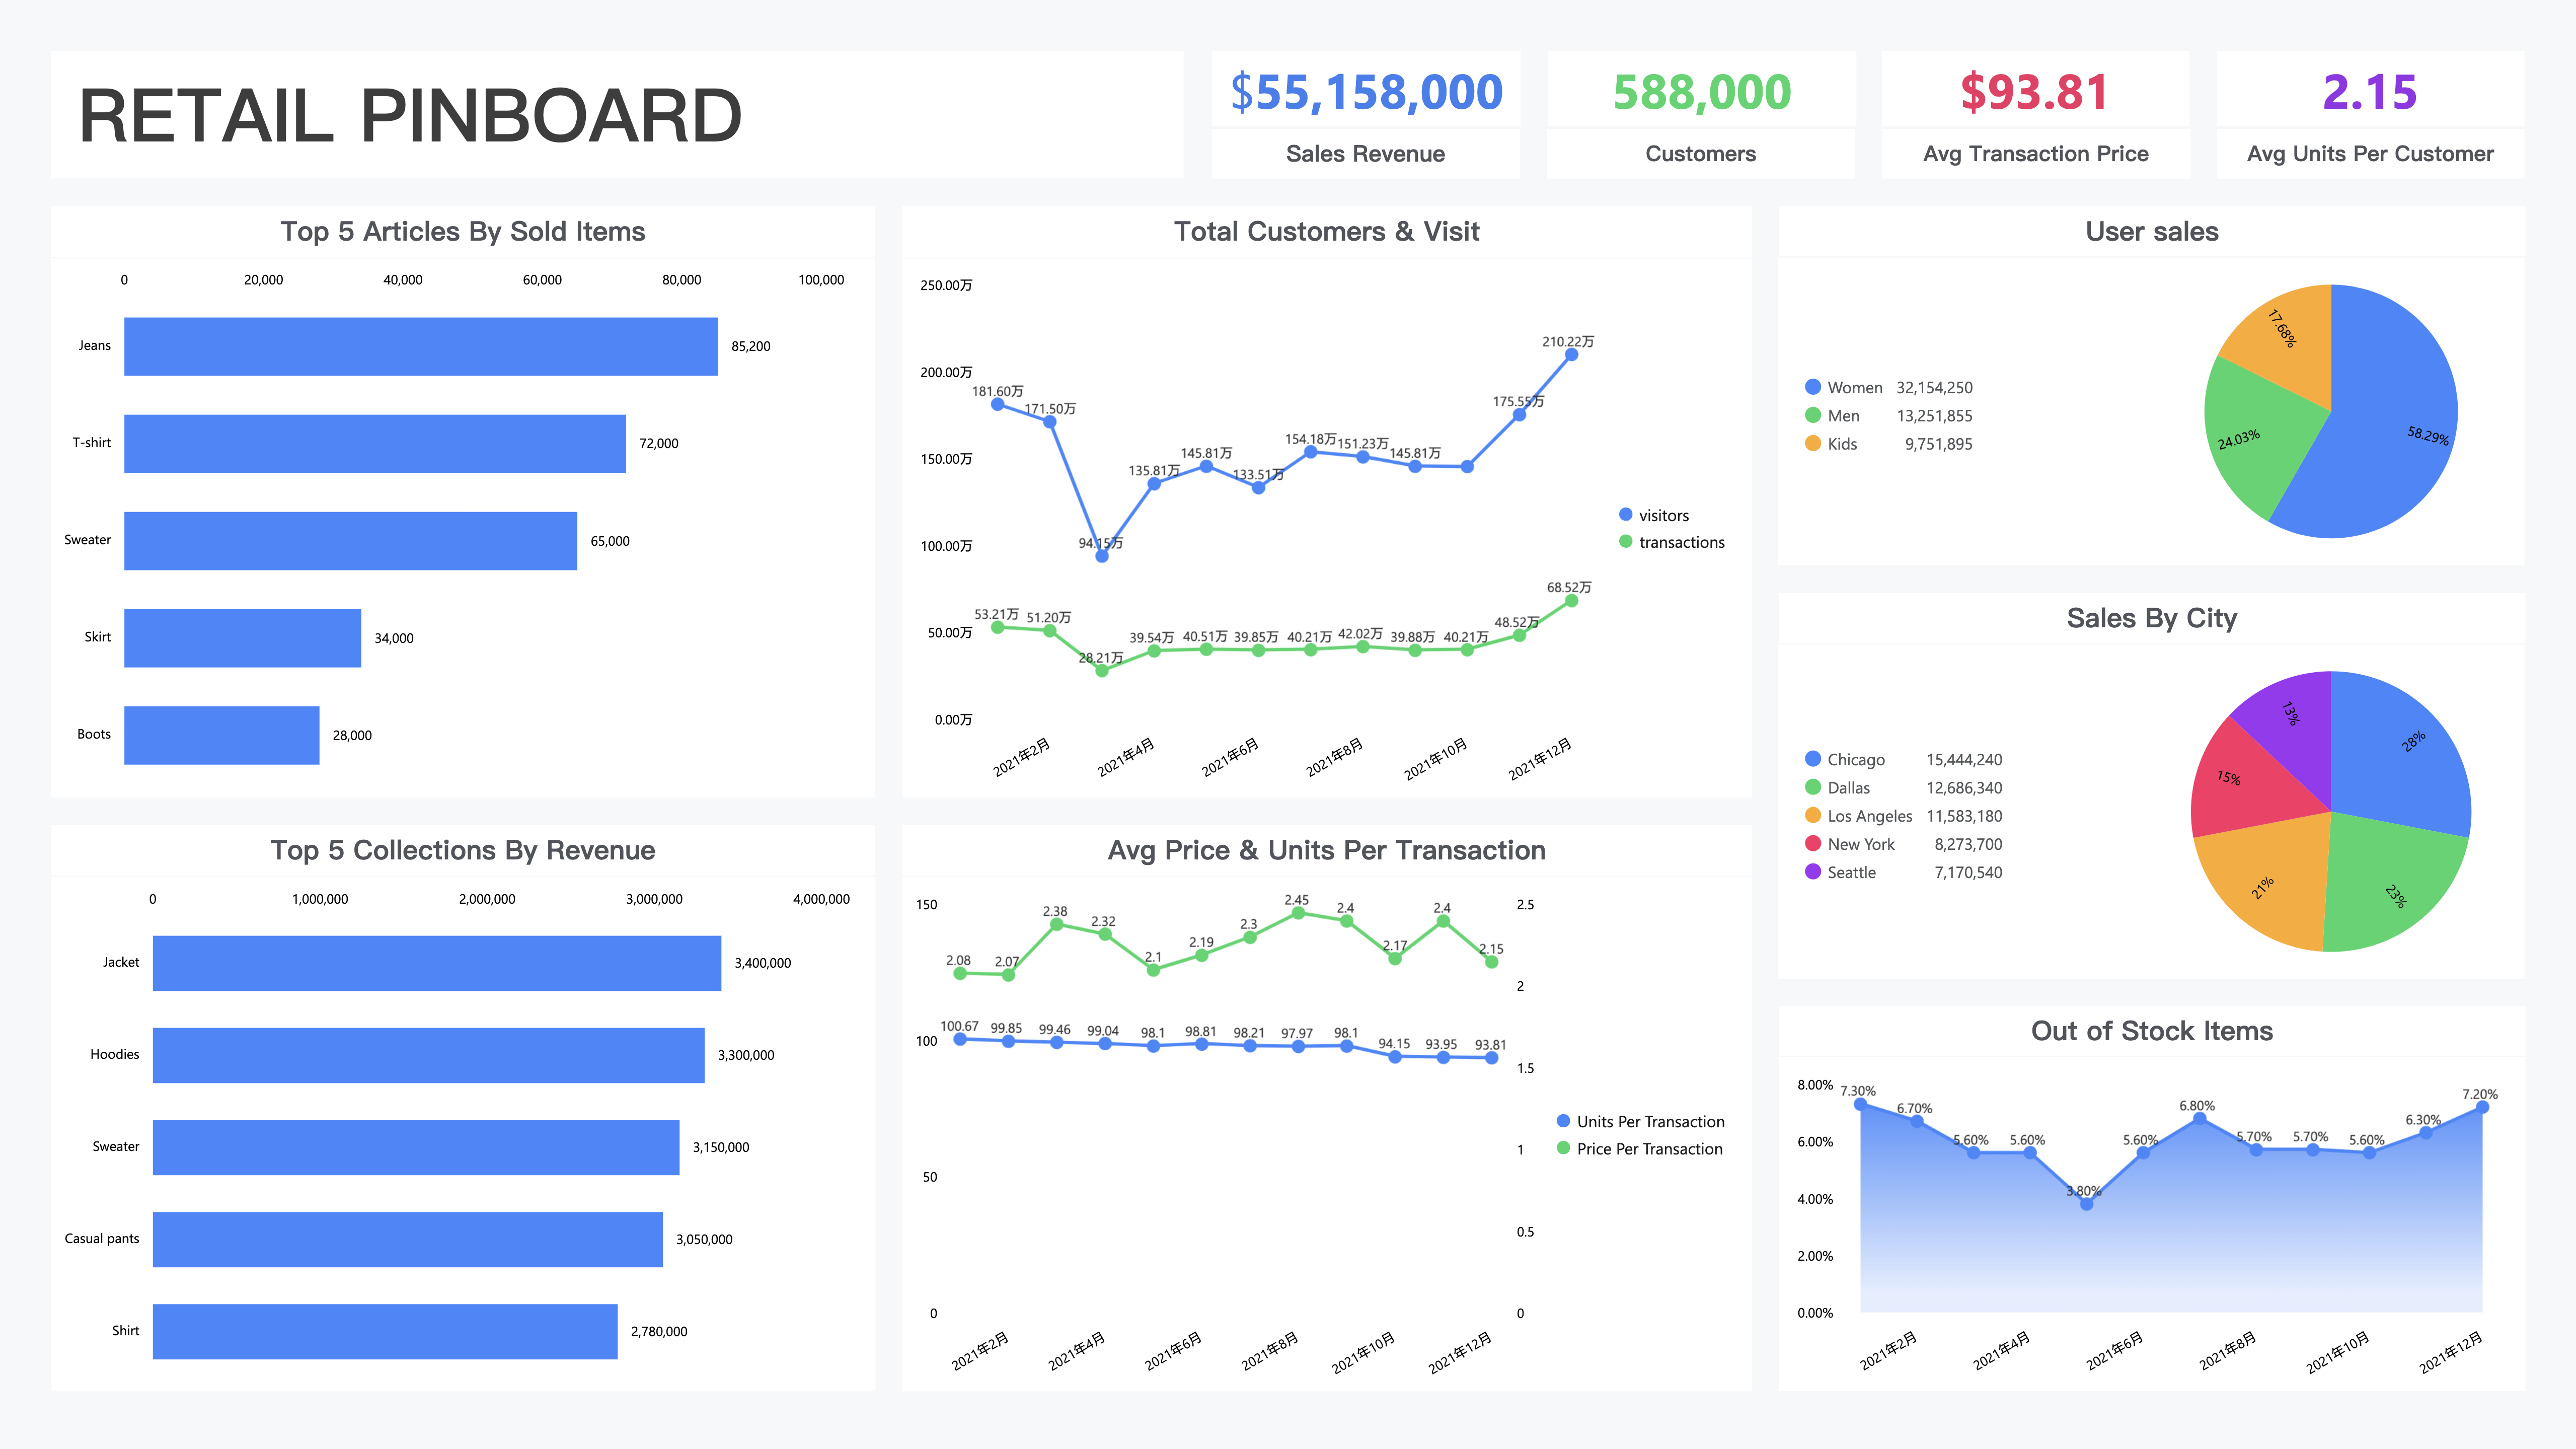 RETAIL PINBOARD
$55,158,000
Sales Revenue
588,000
Customers
$93.81
Avg Transaction Price
2.15
Avg Units Per Customer
Top 5 Articles By Sold Items
0 20,000 40,000 60,000 80,000 100,000
Jeans 85,200
T-shirt 72,000
Sweater 65,000
Skirt 34,000
Boots 28,000
Total Customers & Visit
250.00万
200.00万
150.00万
100.00万
50.00万
0.00万
181.60万 171.50万 94.15万 135.81万 145.81万 133.51万 154.18万 151.23万 145.81万 175.55万 210.22万
53.21万 51.20万 28.21万 39.54万 40.51万 39.85万 40.21万 42.02万 39.88万 40.21万 48.52万 68.52万
2021年2月 2021年4月 2021年6月 2021年8月 2021年10月 2021年12月
visitors
transactions
User sales
Women 32,154,250
Men 13,251,855
Kids 9,751,895
17.68%
24.03%
58.29%
Sales By City
Chicago 15,444,240
Dallas 12,686,340
Los Angeles 11,583,180
New York 8,273,700
Seattle 7,170,540
13%
28%
15%
21%
23%
Top 5 Collections By Revenue
0 1,000,000 2,000,000 3,000,000 4,000,000
Jacket 3,400,000
Hoodies 3,300,000
Sweater 3,150,000
Casual pants 3,050,000
Shirt 2,780,000
Avg Price & Units Per Transaction
150
100
50
0
2.08 2.07 2.38 2.32 2.1 2.19 2.3 2.45 2.4 2.17 2.4 2.15
100.67 99.85 99.46 99.04 98.1 98.81 98.21 97.97 98.1 94.15 93.95 93.81
2.5
2
1.5
1
0.5
0
2021年2月 2021年4月 2021年6月 2021年8月 2021年10月 2021年12月
Units Per Transaction
Price Per Transaction
Out of Stock Items
8.00%
6.00%
4.00%
2.00%
0.00%
7.30% 6.70% 5.60% 5.60% 3.80% 5.60% 6.80% 5.70% 5.70% 5.60% 6.30% 7.20%
2021年2月 2021年4月 2021年6月 2021年8月 2021年10月 2021年12月